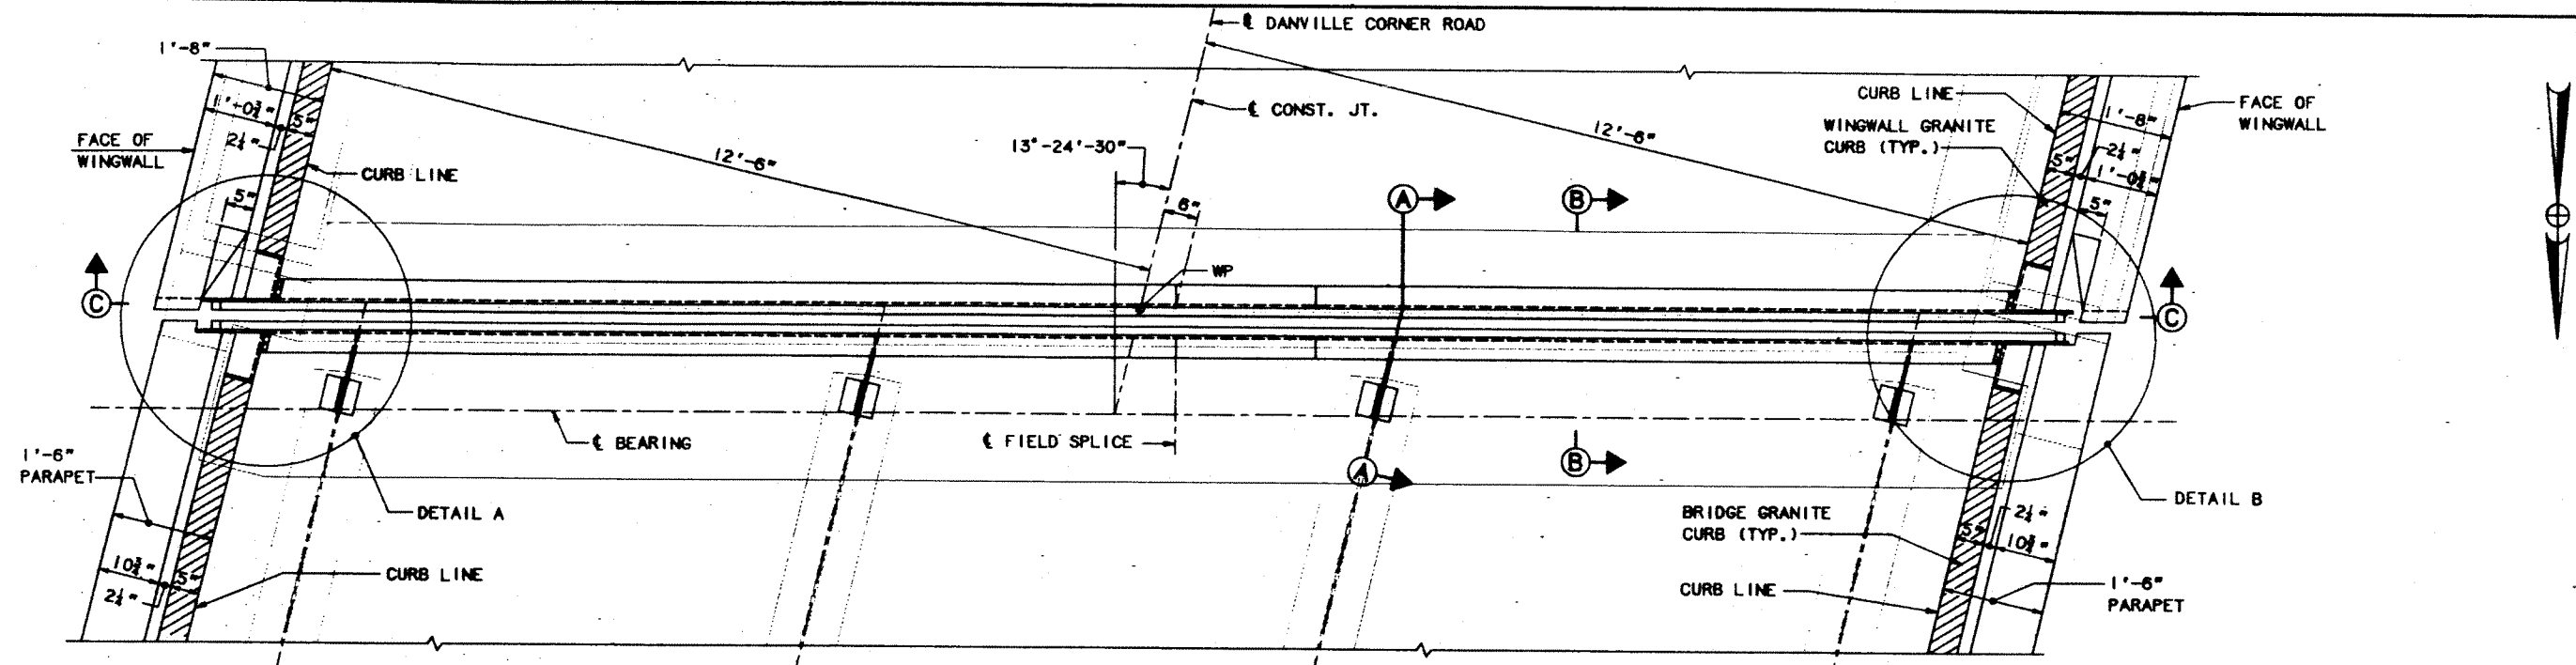 ℄ DANVILLE CORNER ROAD
1'-8"
℄ CONST. JT.
CURB LINE
FACE OF
WINGWALL
1'-8"
1'-0¾"
5"
2¼"
FACE OF
WINGWALL
CURB LINE
12'-6"
13°-24'-30"
12'-6"
WINGWALL GRANITE
CURB (TYP.)
5"
2¼"
1'-0¾"
5"
5"
6"
A
B
C
WP
C
℄ BEARING
℄ FIELD SPLICE
A
B
1'-6"
PARAPET
DETAIL A
DETAIL B
BRIDGE GRANITE
CURB (TYP.)
5"
2¼"
10¾"
10¾"
5"
2¼"
CURB LINE
CURB LINE
1'-6"
PARAPET